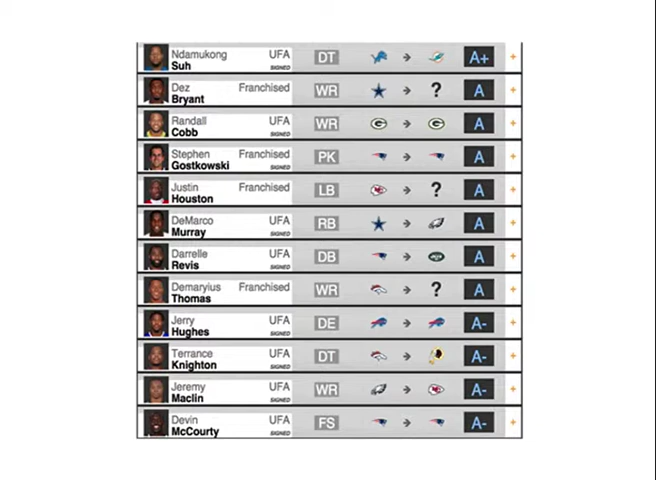 Ndamukong UFA DT A+
Suh SIGNED
Dez Franchised WR ? A
Bryant
Randall UFA WR A
Cobb SIGNED
Stephen Franchised PK A
Gostkowski SIGNED
Justin Franchised LB ? A
Houston
DeMarco UFA RB A
Murray SIGNED
Darrelle UFA DB A
Revis SIGNED
Demaryius Franchised WR ? A
Thomas
Jerry UFA DE A-
Hughes SIGNED
Terrance UFA DT A-
Knighton SIGNED
Jeremy UFA WR A-
Maclin SIGNED
Devin UFA FS A-
McCourty SIGNED